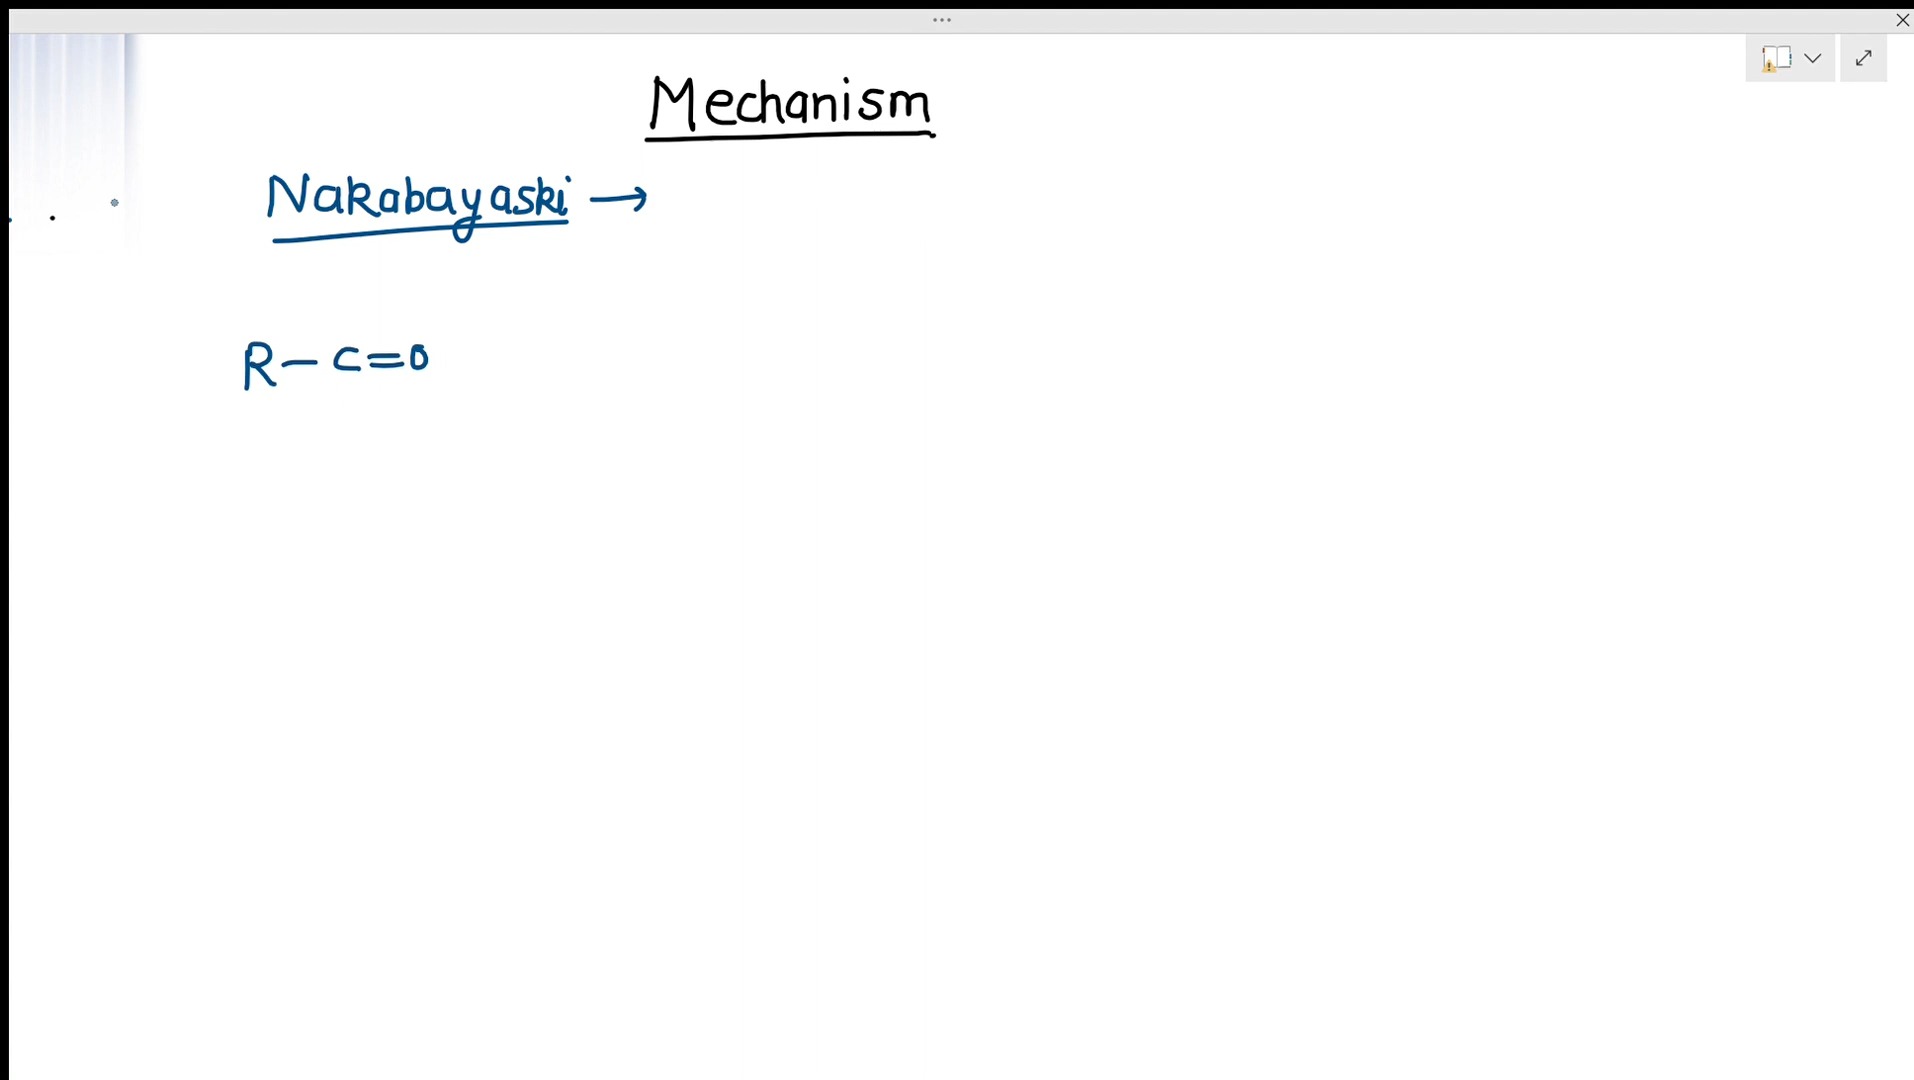 Mechanism
Nakabayaski →
R - C = O